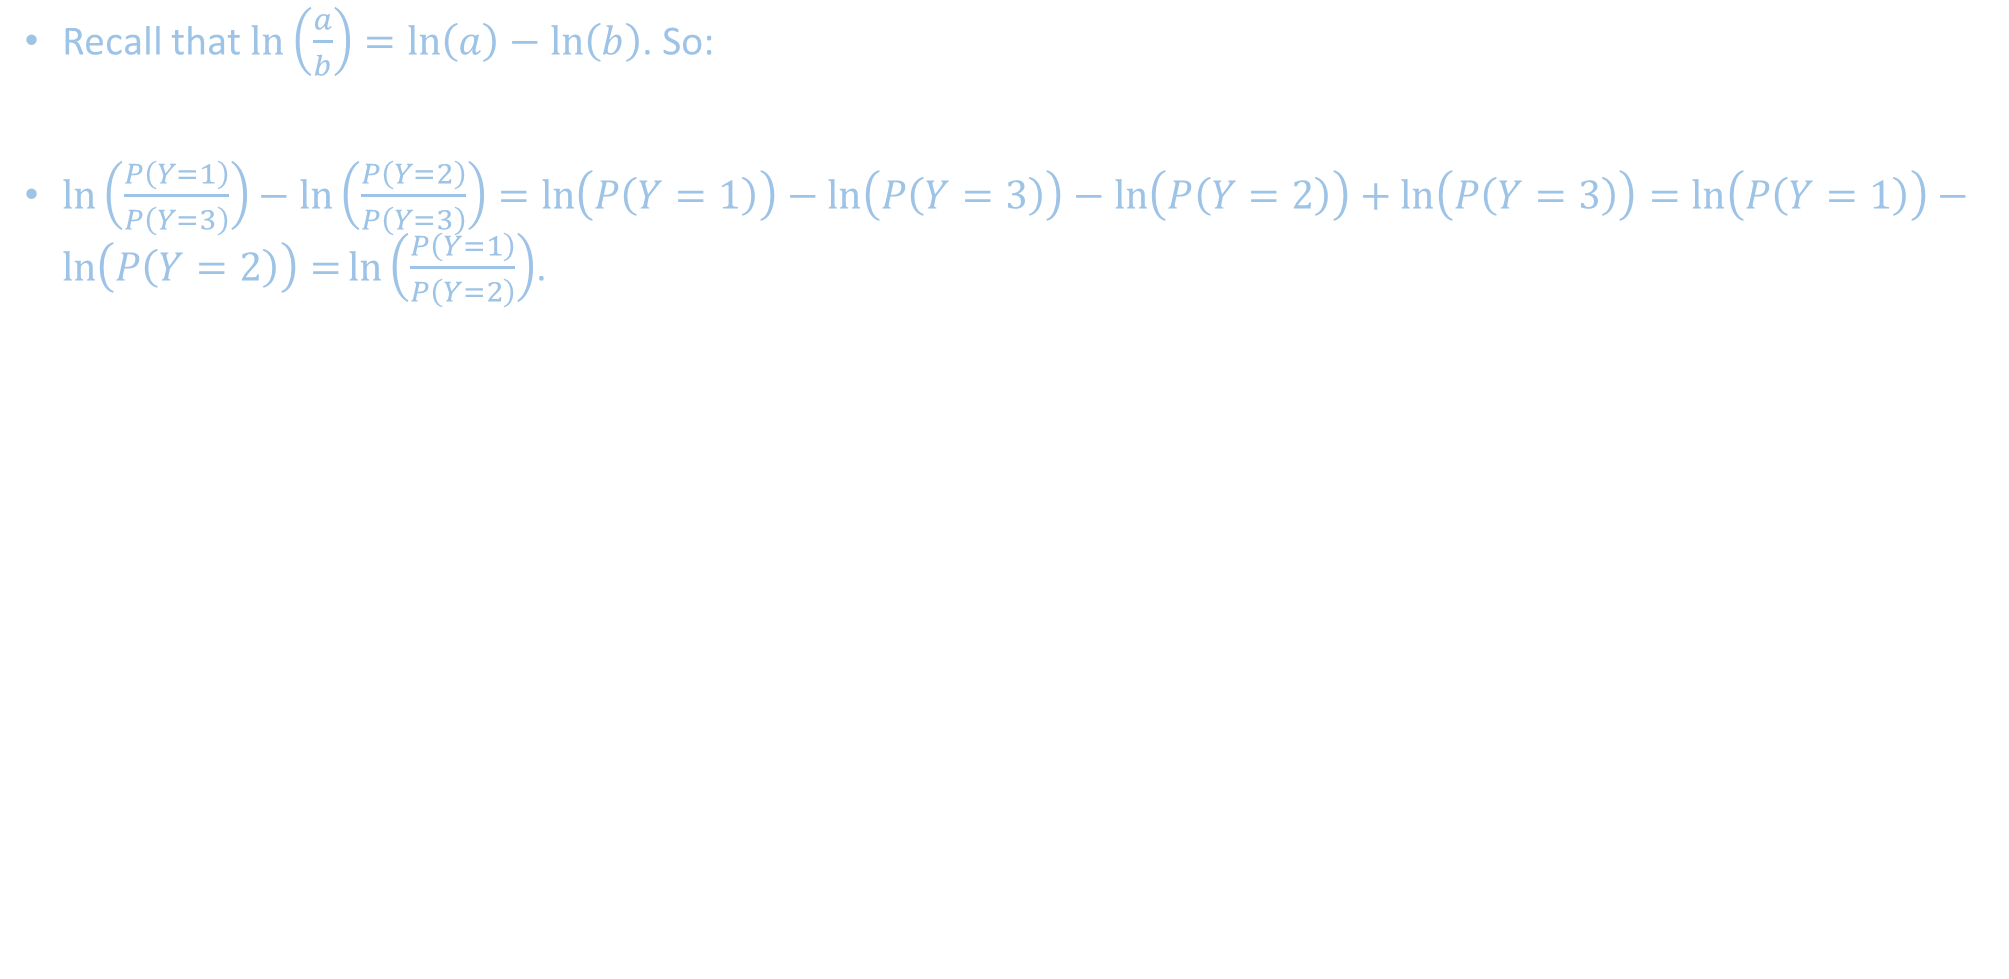 • Recall that ln(a/b) = ln(a) − ln(b). So:
• ln(P(Y=1)/P(Y=3)) − ln(P(Y=2)/P(Y=3)) = ln(P(Y = 1)) − ln(P(Y = 3)) − ln(P(Y = 2)) + ln(P(Y = 3)) = ln(P(Y = 1)) −
ln(P(Y = 2)) = ln(P(Y=1)/P(Y=2)).